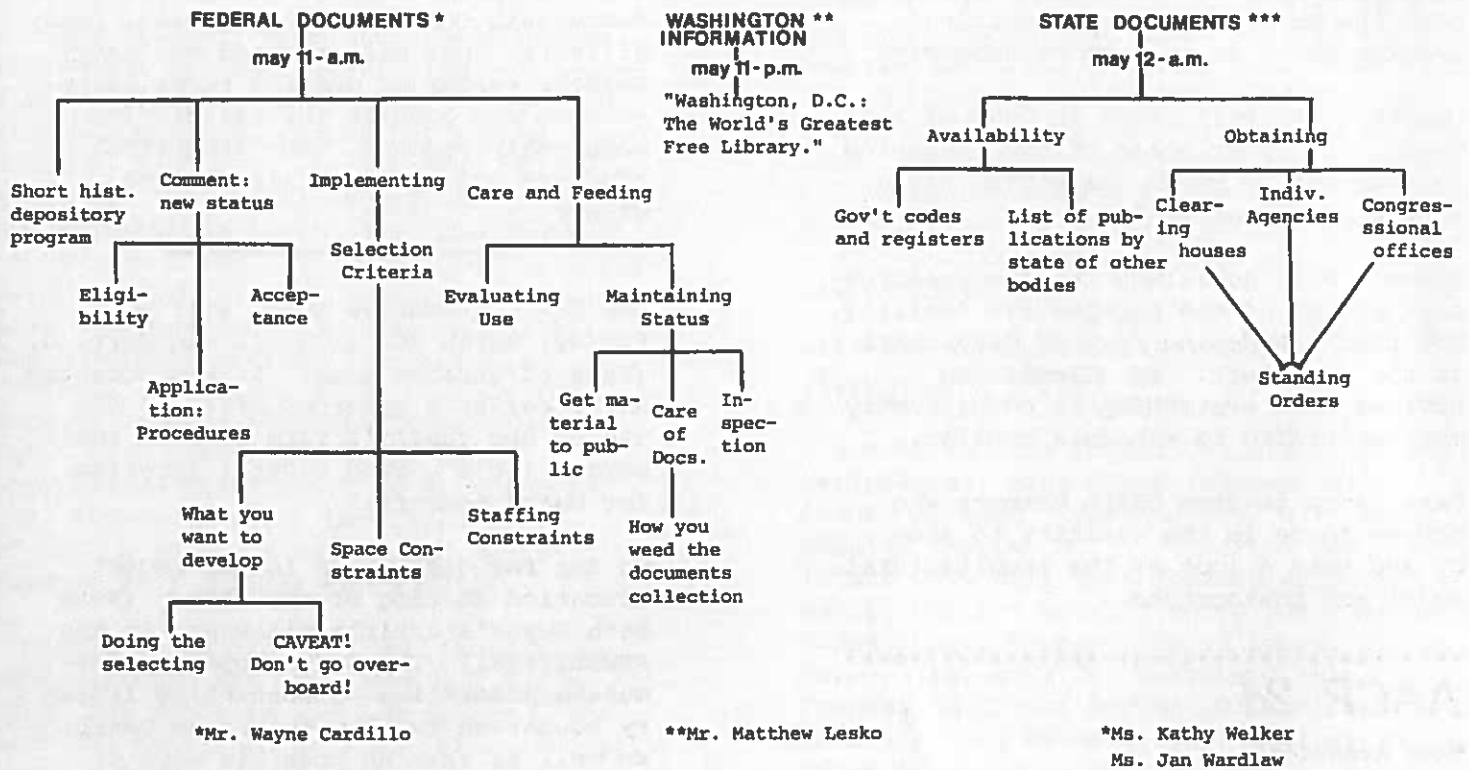 FEDERAL DOCUMENTS *
may 11-a.m.
Short hist.
depository
program
Comment:
new status
Eligi-
bility
Applica-
tion:
Procedures
Accep-
tance
Implementing
Selection
Criteria
What you
want to
develop
Doing the
selecting
CAVEAT!
Don't go over-
board!
Space Con-
straints
Staffing
Constraints
Care and Feeding
Evaluating
Use
Maintaining
Status
Get ma-
terial
to pub-
lic
Care
of
Docs.
How you
weed the
documents
collection
In-
spec-
tion
*Mr. Wayne Cardillo
WASHINGTON **
INFORMATION
may 11-p.m.
"Washington, D.C.:
The World's Greatest
Free Library."
**Mr. Matthew Lesko
STATE DOCUMENTS ***
may 12-a.m.
Availability
Gov't codes
and registers
List of pub-
lications by
state of other
bodies
Obtaining
Clear-
ing
houses
Indiv.
Agencies
Congres-
sional
offices
Standing
Orders
*Ms. Kathy Welker
Ms. Jan Wardlaw